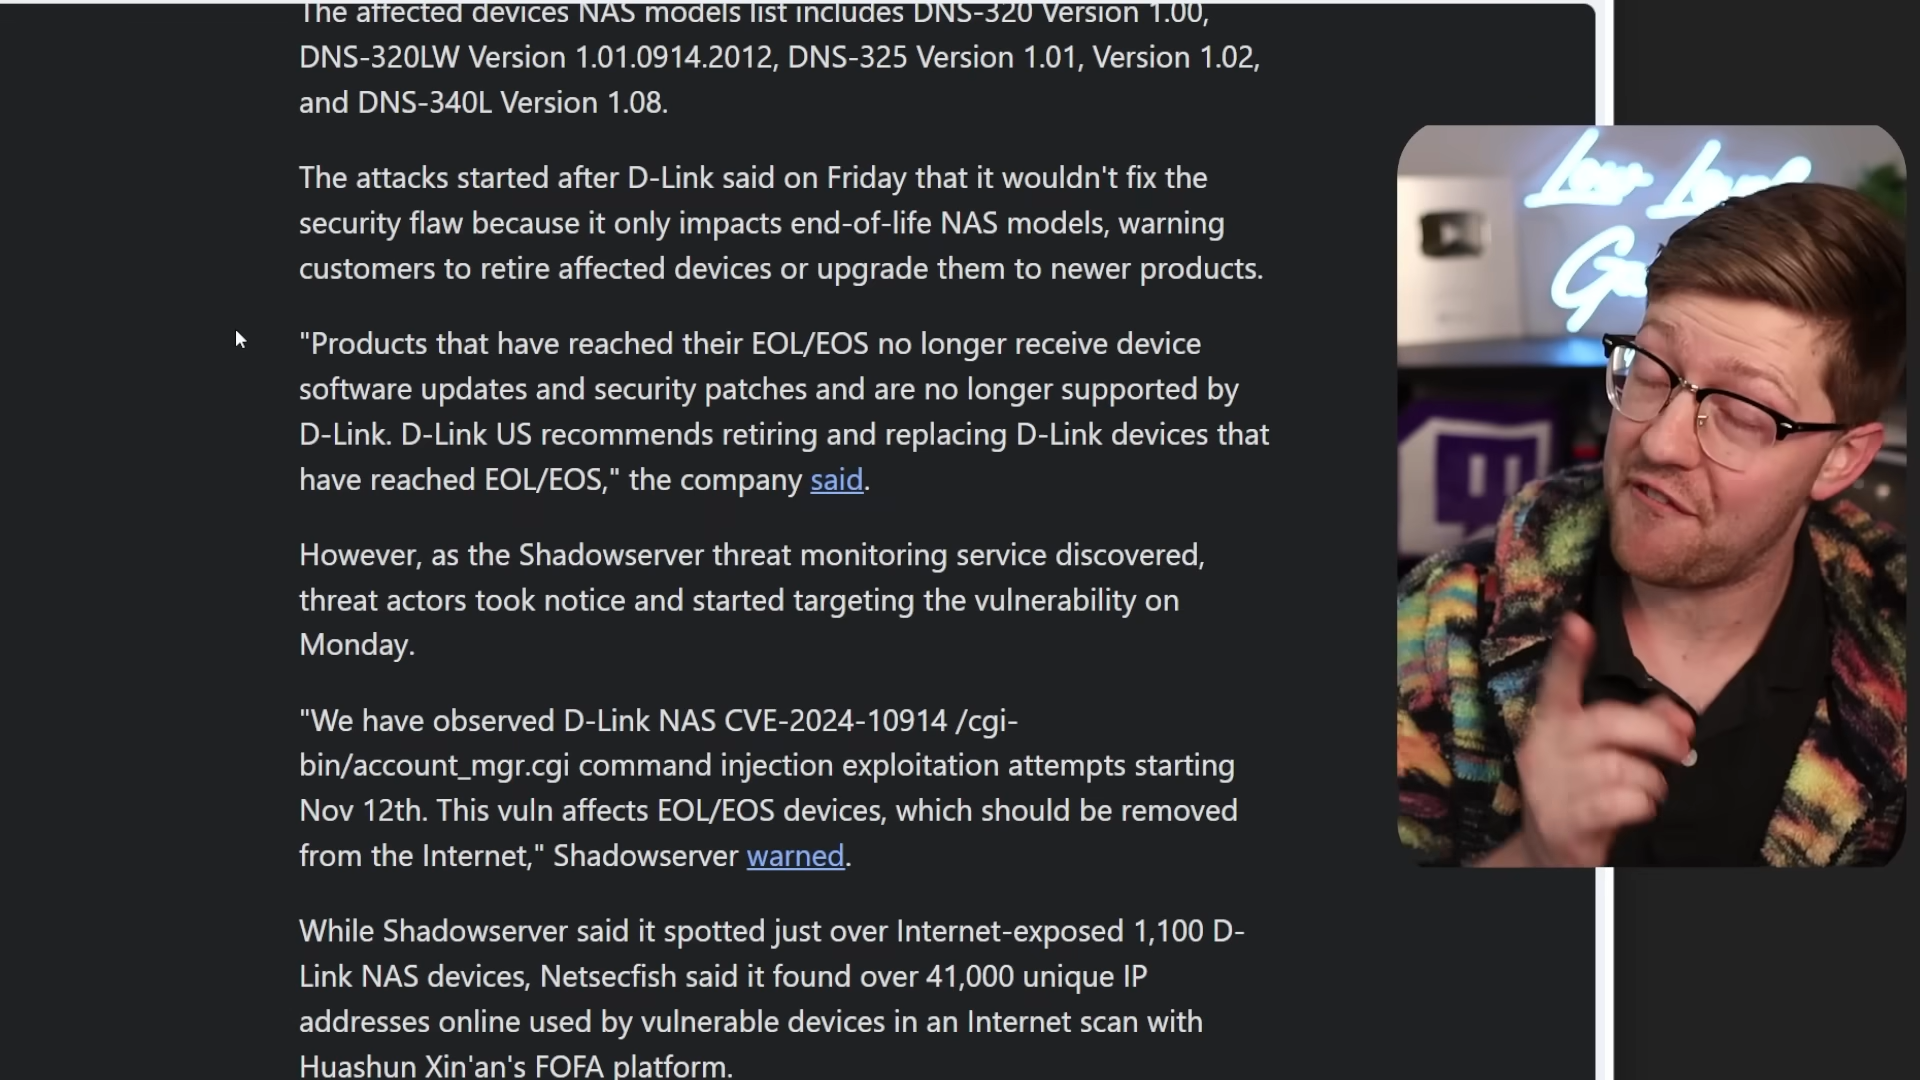 The affected devices NAS models list includes DNS-320 Version 1.00,
DNS-320LW Version 1.01.0914.2012, DNS-325 Version 1.01, Version 1.02,
and DNS-340L Version 1.08.
The attacks started after D-Link said on Friday that it wouldn't fix the
security flaw because it only impacts end-of-life NAS models, warning
customers to retire affected devices or upgrade them to newer products.
"Products that have reached their EOL/EOS no longer receive device
software updates and security patches and are no longer supported by
D-Link. D-Link US recommends retiring and replacing D-Link devices that
have reached EOL/EOS," the company said.
However, as the Shadowserver threat monitoring service discovered,
threat actors took notice and started targeting the vulnerability on
Monday.
"We have observed D-Link NAS CVE-2024-10914 /cgi-
bin/account_mgr.cgi command injection exploitation attempts starting
Nov 12th. This vuln affects EOL/EOS devices, which should be removed
from the Internet," Shadowserver warned.
While Shadowserver said it spotted just over Internet-exposed 1,100 D-
Link NAS devices, Netsecfish said it found over 41,000 unique IP
addresses online used by vulnerable devices in an Internet scan with
Huashun Xin'an's FOFA platform.
Low